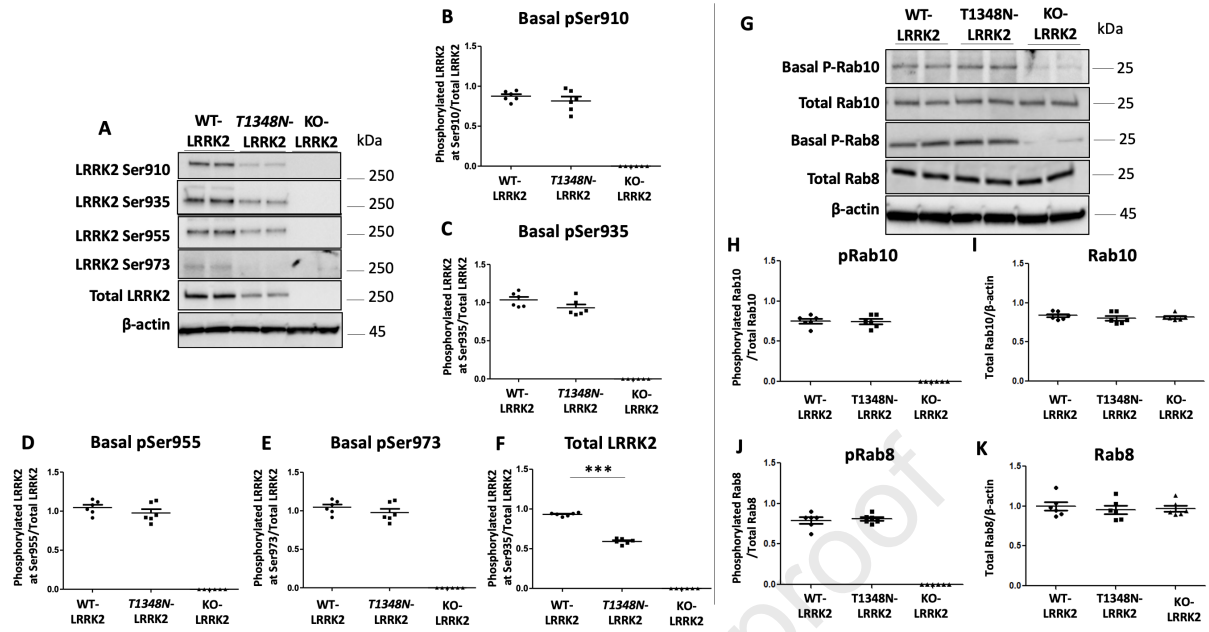 A
WT-
LRRK2
T1348N-
LRRK2
KO-
LRRK2
kDa
LRRK2 Ser910
250
LRRK2 Ser935
250
LRRK2 Ser955
250
LRRK2 Ser973
250
Total LRRK2
250
β-actin
45
B
Basal pSer910
Phosphorylated LRRK2
at Ser910/Total LRRK2
1.5
1.0
0.5
0.0
WT-
LRRK2
T1348N-
LRRK2
KO-
LRRK2
C
Basal pSer935
Phosphorylated LRRK2
at Ser935/Total LRRK2
1.5
1.0
0.5
0.0
WT-
LRRK2
T1348N-
LRRK2
KO-
LRRK2
D
Basal pSer955
Phosphorylated LRRK2
at Ser955/Total LRRK2
1.5
1.0
0.5
0.0
WT-
LRRK2
T1348N-
LRRK2
KO-
LRRK2
E
Basal pSer973
Phosphorylated LRRK2
at Ser973/Total LRRK2
1.5
1.0
0.5
0.0
WT-
LRRK2
T1348N-
LRRK2
KO-
LRRK2
F
Total LRRK2
Phosphorylated LRRK2
at Ser935/Total LRRK2
1.5
1.0
0.5
0.0
***
WT-
LRRK2
T1348N-
LRRK2
KO-
LRRK2
G
WT-
LRRK2
T1348N-
LRRK2
KO-
LRRK2
kDa
Basal P-Rab10
25
Total Rab10
25
Basal P-Rab8
25
Total Rab8
25
β-actin
45
H
pRab10
Phosphorylated Rab10
/Total Rab10
1.5
1.0
0.5
0.0
WT-
LRRK2
T1348N-
LRRK2
KO-
LRRK2
I
Rab10
Total Rab10/β-actin
1.5
1.0
0.5
0.0
WT-
LRRK2
T1348N-
LRRK2
KO-
LRRK2
J
pRab8
Phosphorylated Rab8
/Total Rab8
1.5
1.0
0.5
0.0
WT-
LRRK2
T1348N-
LRRK2
KO-
LRRK2
K
Rab8
Total Rab8/β-actin
1.5
1.0
0.5
0.0
WT-
LRRK2
T1348N-
LRRK2
KO-
LRRK2
proof